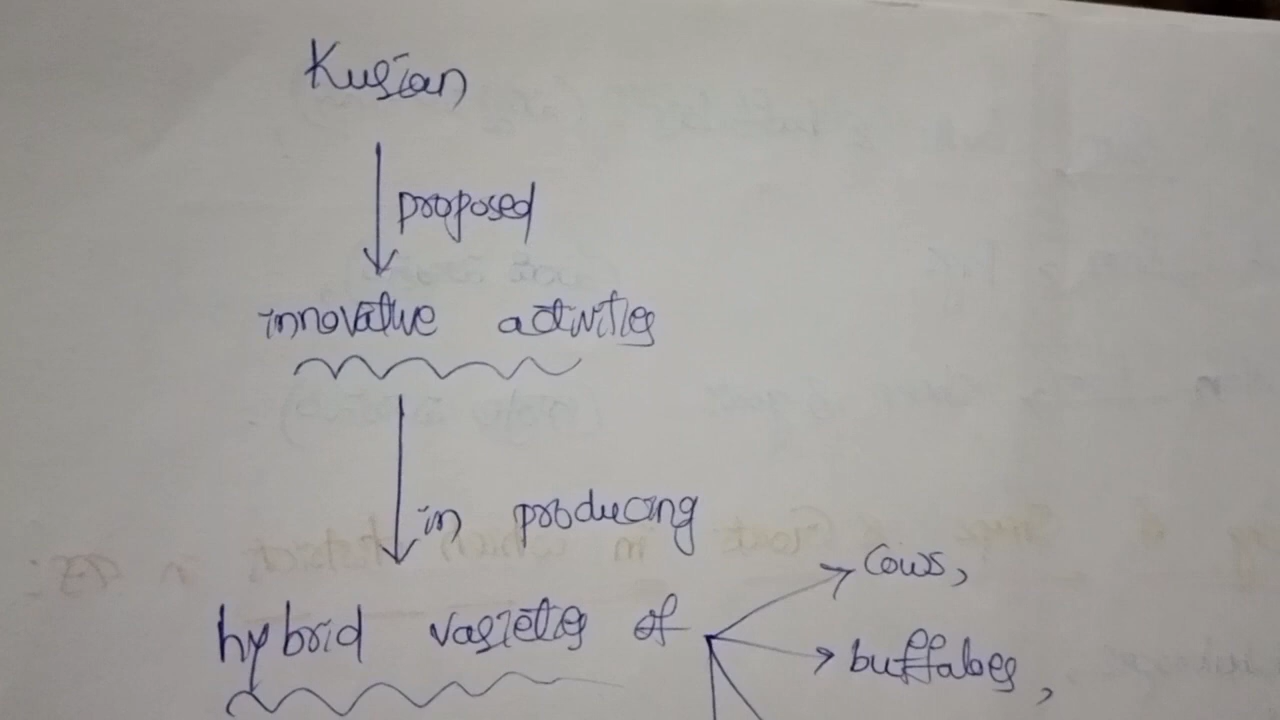 Kurian
proposed
innovative activities
in producing
hybrid varieties of
cows,
buffaloes,